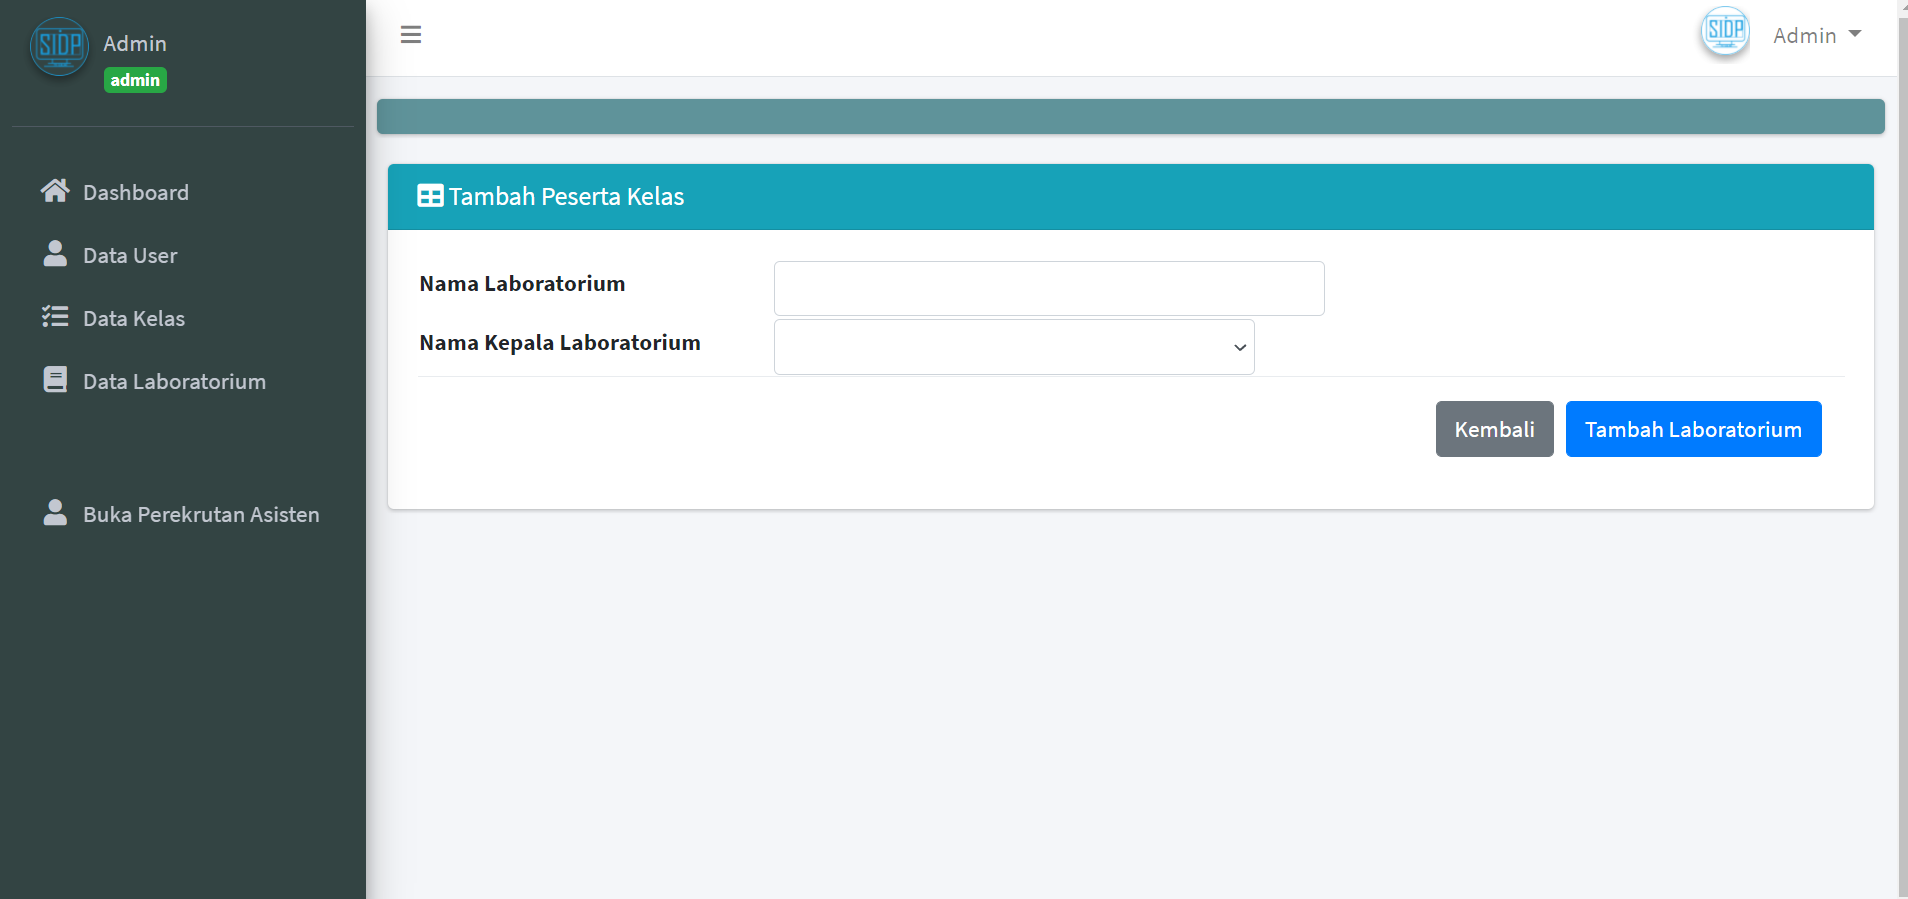 SIDP
Admin
admin
Dashboard
Data User
Data Kelas
Data Laboratorium
Buka Perekrutan Asisten
SIDP
Admin
Tambah Peserta Kelas
Nama Laboratorium
Nama Kepala Laboratorium
Kembali
Tambah Laboratorium